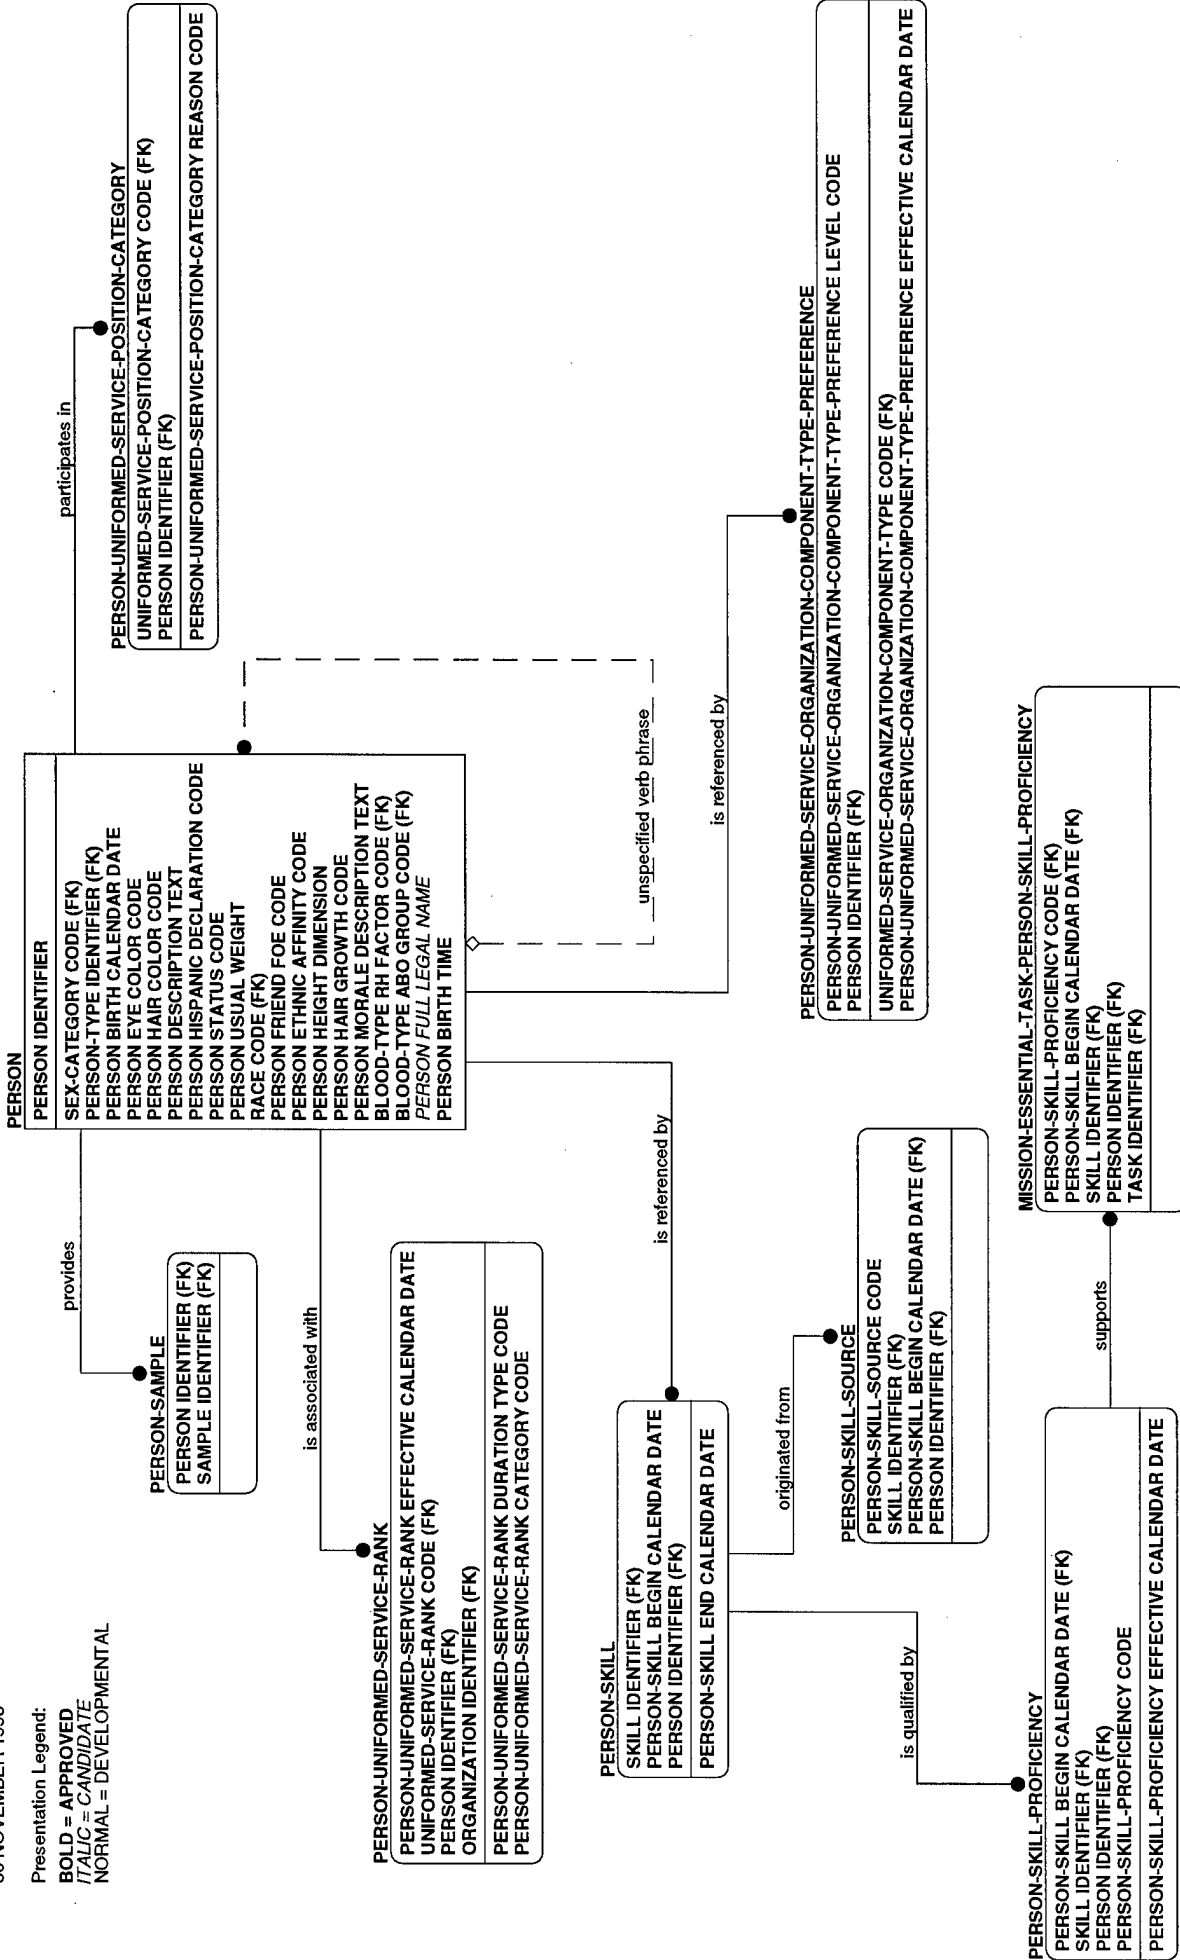 Presentation Legend:
BOLD = APPROVED
ITALIC = CANDIDATE
NORMAL = DEVELOPMENTAL
PERSON
PERSON IDENTIFIER
SEX-CATEGORY CODE (FK)
PERSON-TYPE IDENTIFIER (FK)
PERSON BIRTH CALENDAR DATE
PERSON EYE COLOR CODE
PERSON HAIR COLOR CODE
PERSON DESCRIPTION TEXT
PERSON HISPANIC DECLARATION CODE
PERSON STATUS CODE
PERSON USUAL WEIGHT
RACE CODE (FK)
PERSON FRIEND FOE CODE
PERSON ETHNIC AFFINITY CODE
PERSON HEIGHT DIMENSION
PERSON HAIR GROWTH CODE
PERSON MORALE DESCRIPTION TEXT
BLOOD-TYPE RH FACTOR CODE (FK)
BLOOD-TYPE ABO GROUP CODE (FK)
PERSON FULL LEGAL NAME
PERSON BIRTH TIME
provides
participates in
PERSON-SAMPLE
PERSON IDENTIFIER (FK)
SAMPLE IDENTIFIER (FK)
PERSON-UNIFORMED-SERVICE-POSITION-CATEGORY
UNIFORMED-SERVICE-POSITION-CATEGORY CODE (FK)
PERSON IDENTIFIER (FK)
PERSON-UNIFORMED-SERVICE-POSITION-CATEGORY REASON CODE
is associated with
PERSON-UNIFORMED-SERVICE-RANK
PERSON-UNIFORMED-SERVICE-RANK EFFECTIVE CALENDAR DATE
UNIFORMED-SERVICE-RANK CODE (FK)
PERSON IDENTIFIER (FK)
ORGANIZATION IDENTIFIER (FK)
PERSON-UNIFORMED-SERVICE-RANK DURATION TYPE CODE
PERSON-UNIFORMED-SERVICE-RANK CATEGORY CODE
unspecified verb phrase
is referenced by
is referenced by
PERSON-SKILL
SKILL IDENTIFIER (FK)
PERSON-SKILL BEGIN CALENDAR DATE
PERSON IDENTIFIER (FK)
PERSON-SKILL END CALENDAR DATE
PERSON-UNIFORMED-SERVICE-ORGANIZATION-COMPONENT-TYPE-PREFERENCE
PERSON-UNIFORMED-SERVICE-ORGANIZATION-COMPONENT-TYPE-PREFERENCE LEVEL CODE
PERSON IDENTIFIER (FK)
UNIFORMED-SERVICE-ORGANIZATION-COMPONENT-TYPE CODE (FK)
PERSON-UNIFORMED-SERVICE-ORGANIZATION-COMPONENT-TYPE-PREFERENCE EFFECTIVE CALENDAR DATE
originated from
PERSON-SKILL-SOURCE
PERSON-SKILL-SOURCE CODE
SKILL IDENTIFIER (FK)
PERSON-SKILL BEGIN CALENDAR DATE (FK)
PERSON IDENTIFIER (FK)
is qualified by
PERSON-SKILL-PROFICIENCY
PERSON-SKILL BEGIN CALENDAR DATE (FK)
SKILL IDENTIFIER (FK)
PERSON IDENTIFIER (FK)
PERSON-SKILL-PROFICIENCY CODE
PERSON-SKILL-PROFICIENCY EFFECTIVE CALENDAR DATE
supports
MISSION-ESSENTIAL-TASK-PERSON-SKILL-PROFICIENCY
PERSON-SKILL-PROFICIENCY CODE (FK)
PERSON-SKILL BEGIN CALENDAR DATE (FK)
SKILL IDENTIFIER (FK)
PERSON IDENTIFIER (FK)
TASK IDENTIFIER (FK)